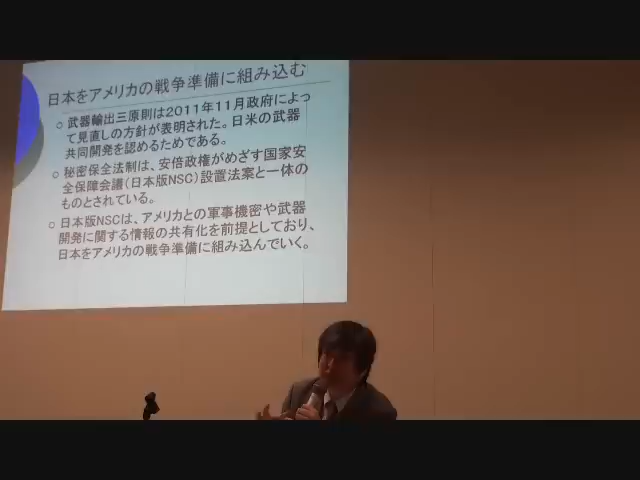 日本をアメリカの戦争準備に組み込む
○ 武器輸出三原則は2011年11月政府によっ
て見直しの方針が表明された。日米の武器
共同開発を認めるためである。
○ 秘密保全法制は、安倍政権がめざす国家安
全保障会議(日本版NSC)設置法案と一体の
ものとされている。
○ 日本版NSCは、アメリカとの軍事機密や武器
開発に関する情報の共有化を前提としており、
日本をアメリカの戦争準備に組み込んでいく。